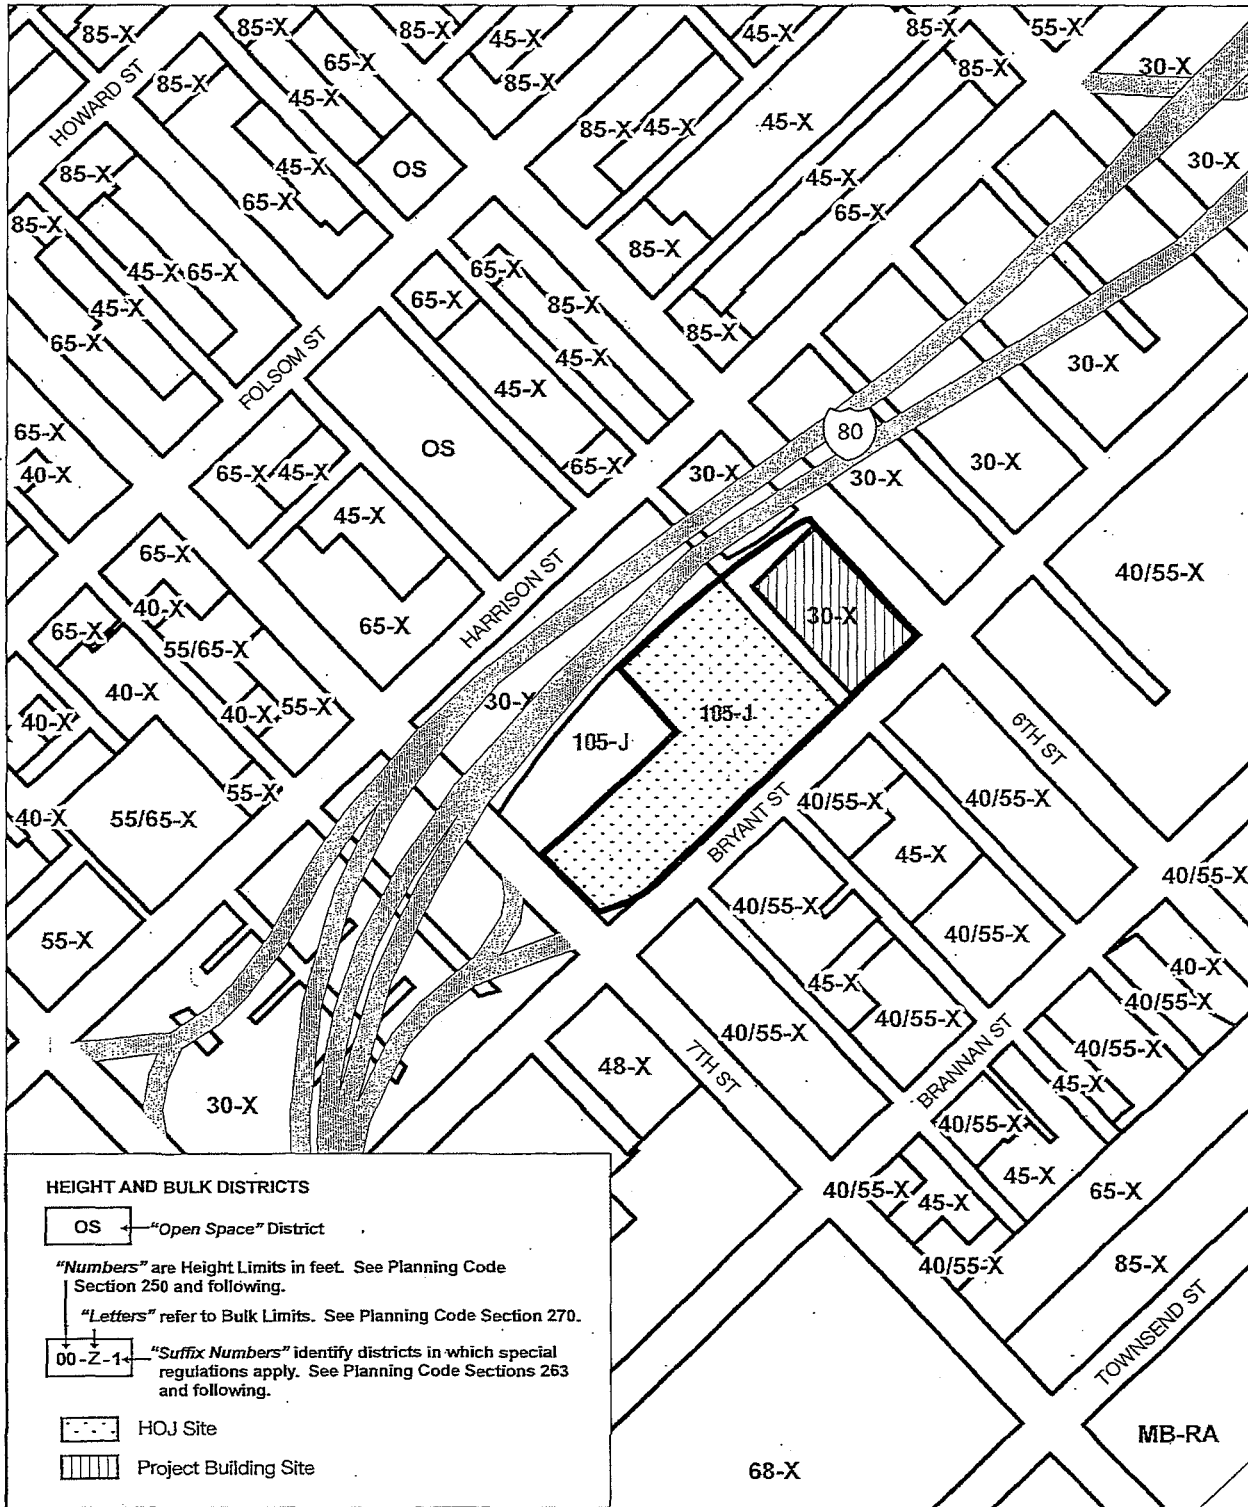 85-X
85-X
85-X
45-X
45-X
85-X
55-X
65-X
85-X
30-X
85-X
85-X
45-X
HOWARD ST
85-X
45-X
45-X
30-X
45-X
OS
85-X
45-X
65-X
65-X
85-X
85-X
45-X
65-X
65-X
65-X
85-X
45-X
65-X
85-X
45-X
30-X
FOLSOM ST
45-X
65-X
40-X
OS
65-X
80
30-X
30-X
30-X
65-X
45-X
45-X
65-X
40/55-X
40-X
HARRISON ST
30-X
65-X
65-X
55/65-X
40-X
30-X
105-J
40-X
40-X
55-X
105-J
6TH ST
55-X
40/55-X
40/55-X
40-X
55/65-X
BRYANT ST
45-X
40/55-X
40/55-X
55-X
40/55-X
40-X
45-X
40/55-X
40/55-X
40/55-X
BRANNAN ST
40/55-X
48-X
7TH ST
45-X
30-X
40/55-X
45-X
65-X
40/55-X
45-X
40/55-X
85-X
TOWNSEND ST
MB-RA
68-X
HEIGHT AND BULK DISTRICTS
OS "Open Space" District
"Numbers" are Height Limits in feet. See Planning Code
Section 250 and following.
"Letters" refer to Bulk Limits. See Planning Code Section 270.
00-Z-1 "Suffix Numbers" identify districts in which special
regulations apply. See Planning Code Sections 263
and following.
HOJ Site
Project Building Site